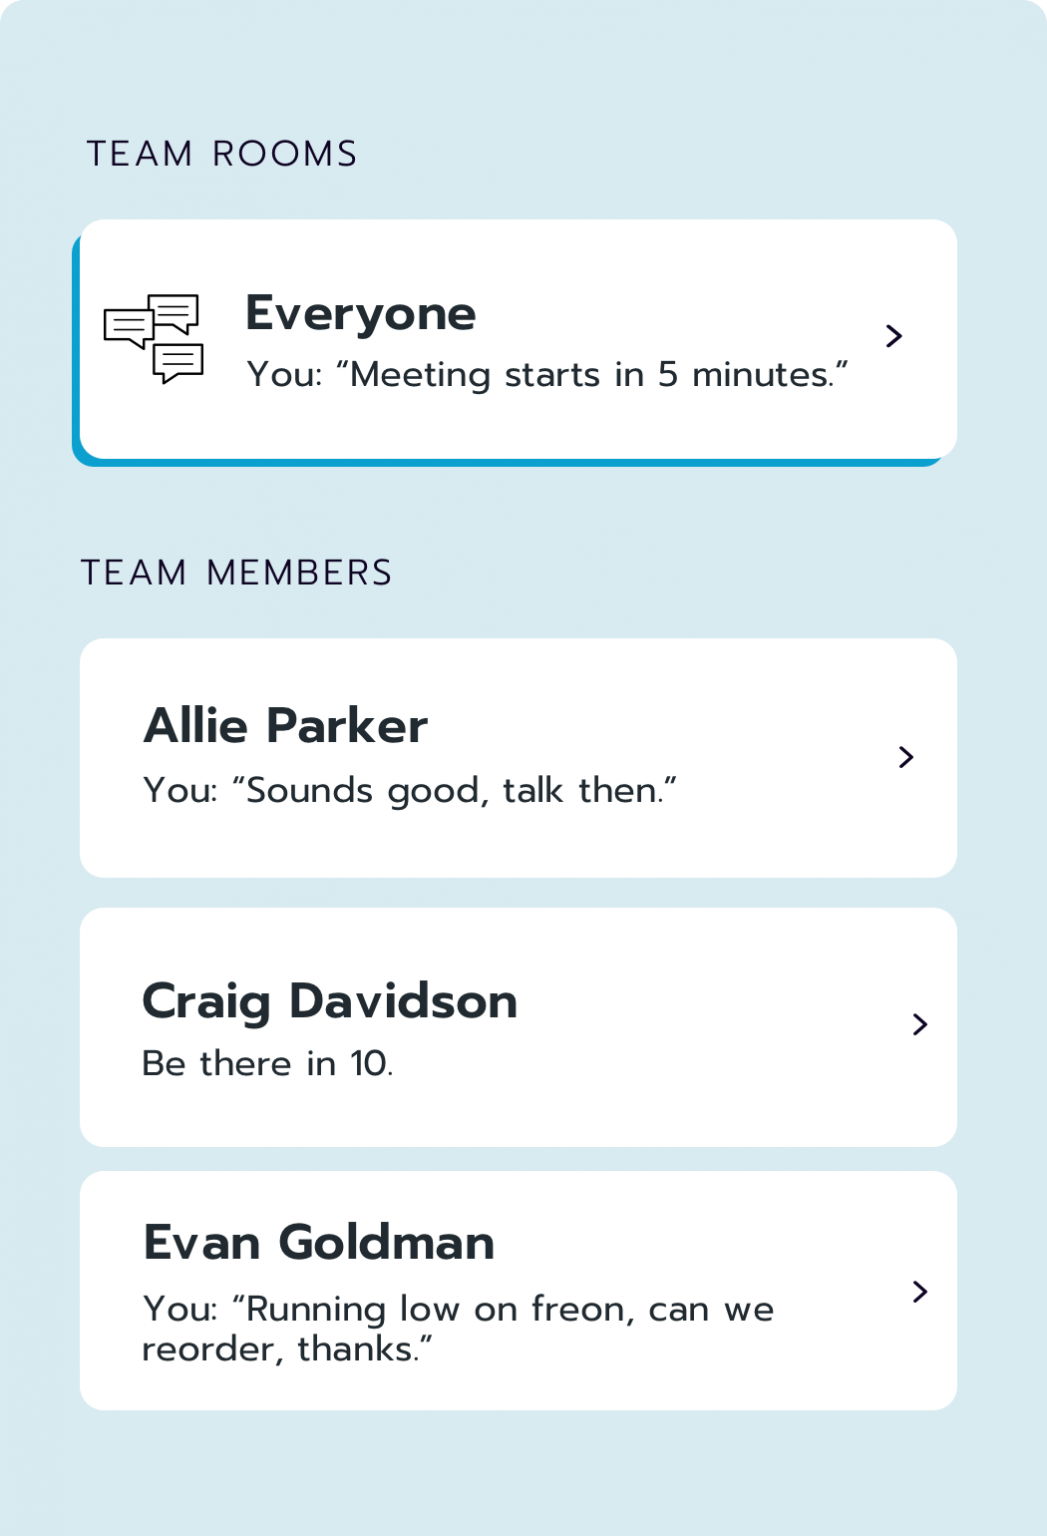 TEAM ROOMS
Everyone
You: “Meeting starts in 5 minutes.”
TEAM MEMBERS
Allie Parker
You: “Sounds good, talk then.”
Craig Davidson
Be there in 10.
Evan Goldman
You: “Running low on freon, can we
reorder, thanks.”